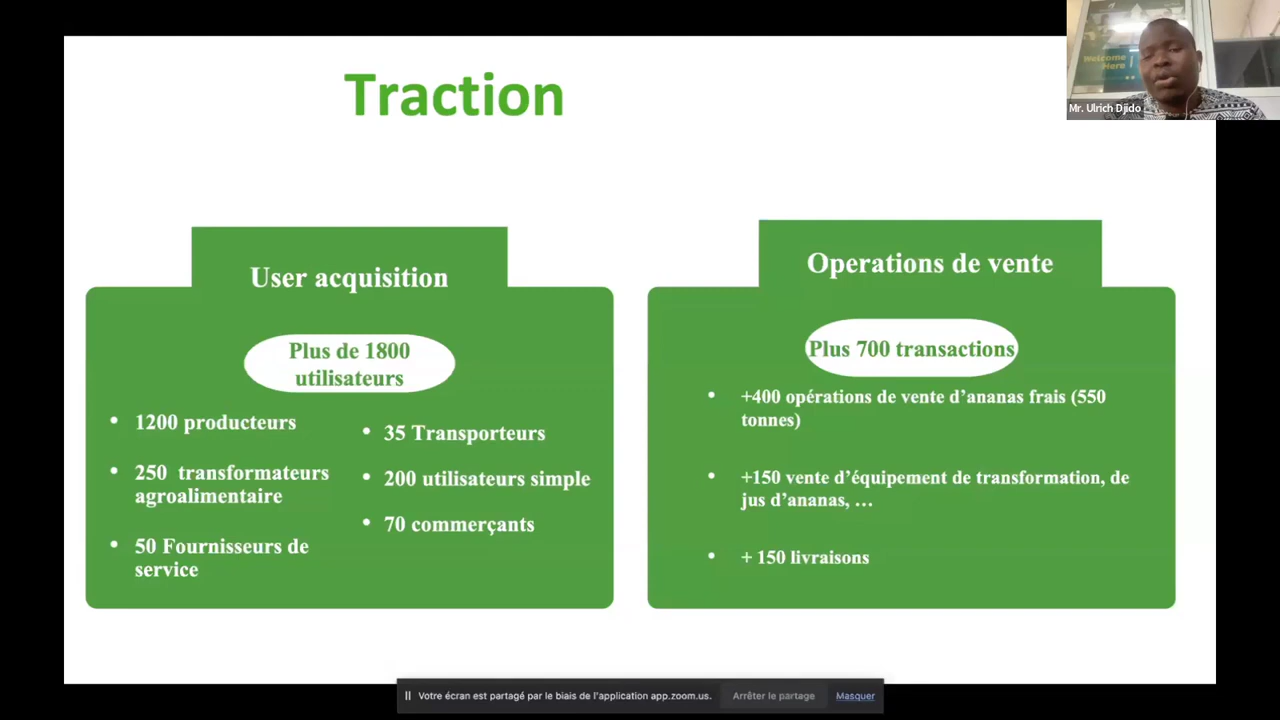 Traction
Welcome
Here
Mr. Ulrich Djido
User acquisition
Plus de 1800
utilisateurs
1200 producteurs
250 transformateurs
agroalimentaire
50 Fournisseurs de
service
35 Transporteurs
200 utilisateurs simple
70 commerçants
Operations de vente
Plus 700 transactions
+400 opérations de vente d’ananas frais (550
tonnes)
+150 vente d’équipement de transformation, de
jus d’ananas, …
+ 150 livraisons
Votre écran est partagé par le biais de l'application app.zoom.us.
Arrêter le partage
Masquer